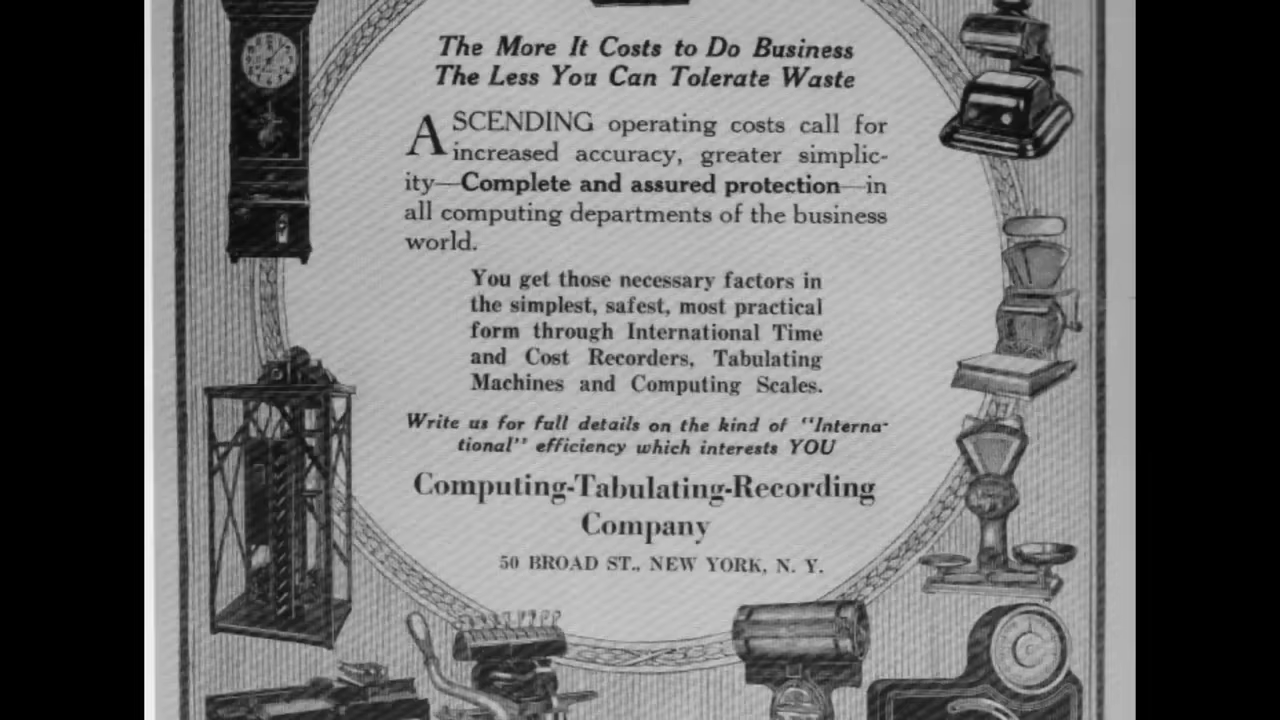 The More It Costs to Do Business
The Less You Can Tolerate Waste
ASCENDING operating costs call for
increased accuracy, greater simplic-
ity—Complete and assured protection—in
all computing departments of the business
world.
You get those necessary factors in
the simplest, safest, most practical
form through International Time
and Cost Recorders, Tabulating
Machines and Computing Scales.
Write us for full details on the kind of "Interna-
tional" efficiency which interests YOU
Computing-Tabulating-Recording
Company
50 BROAD ST., NEW YORK, N. Y.